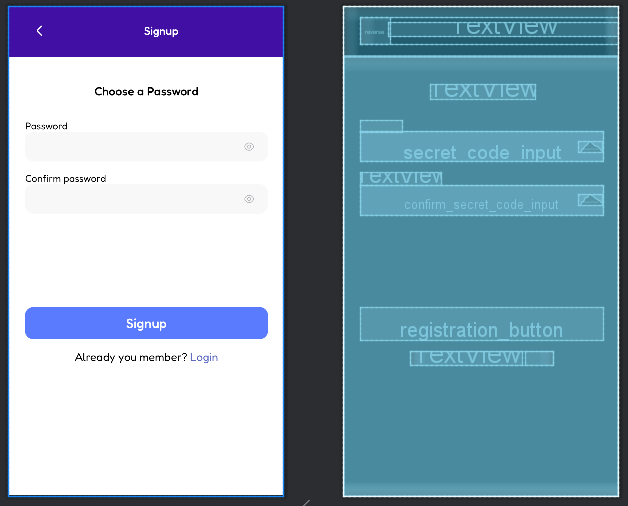 Signup
Choose a Password
Password
Confirm password
Signup
Already you member? Login
TextView
TextView
secret_code_input
TextView
confirm_secret_code_input
registration_button
TextView